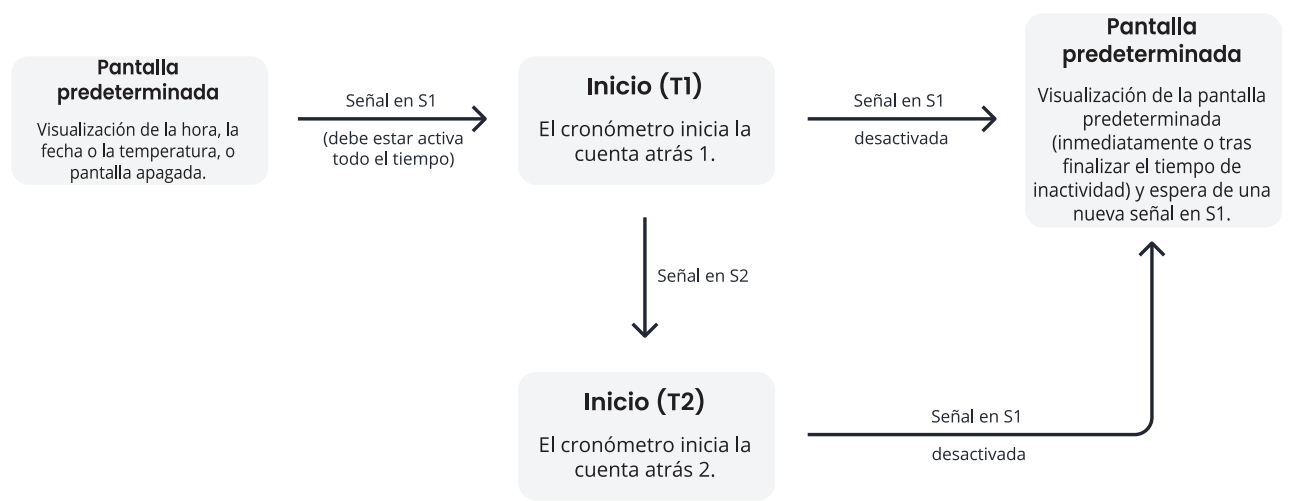 Pantalla
predeterminada
Visualización de la hora, la
fecha o la temperatura, o
pantalla apagada.
Señal en S1
(debe estar activa
todo el tiempo)
Inicio (T1)
El cronómetro inicia la
cuenta atrás 1.
Señal en S1
desactivada
Pantalla
predeterminada
Visualización de la pantalla
predeterminada
(inmediatamente o tras
finalizar el tiempo de
inactividad) y espera de una
nueva señal en S1.
Señal en S2
Inicio (T2)
El cronómetro inicia la
cuenta atrás 2.
Señal en S1
desactivada